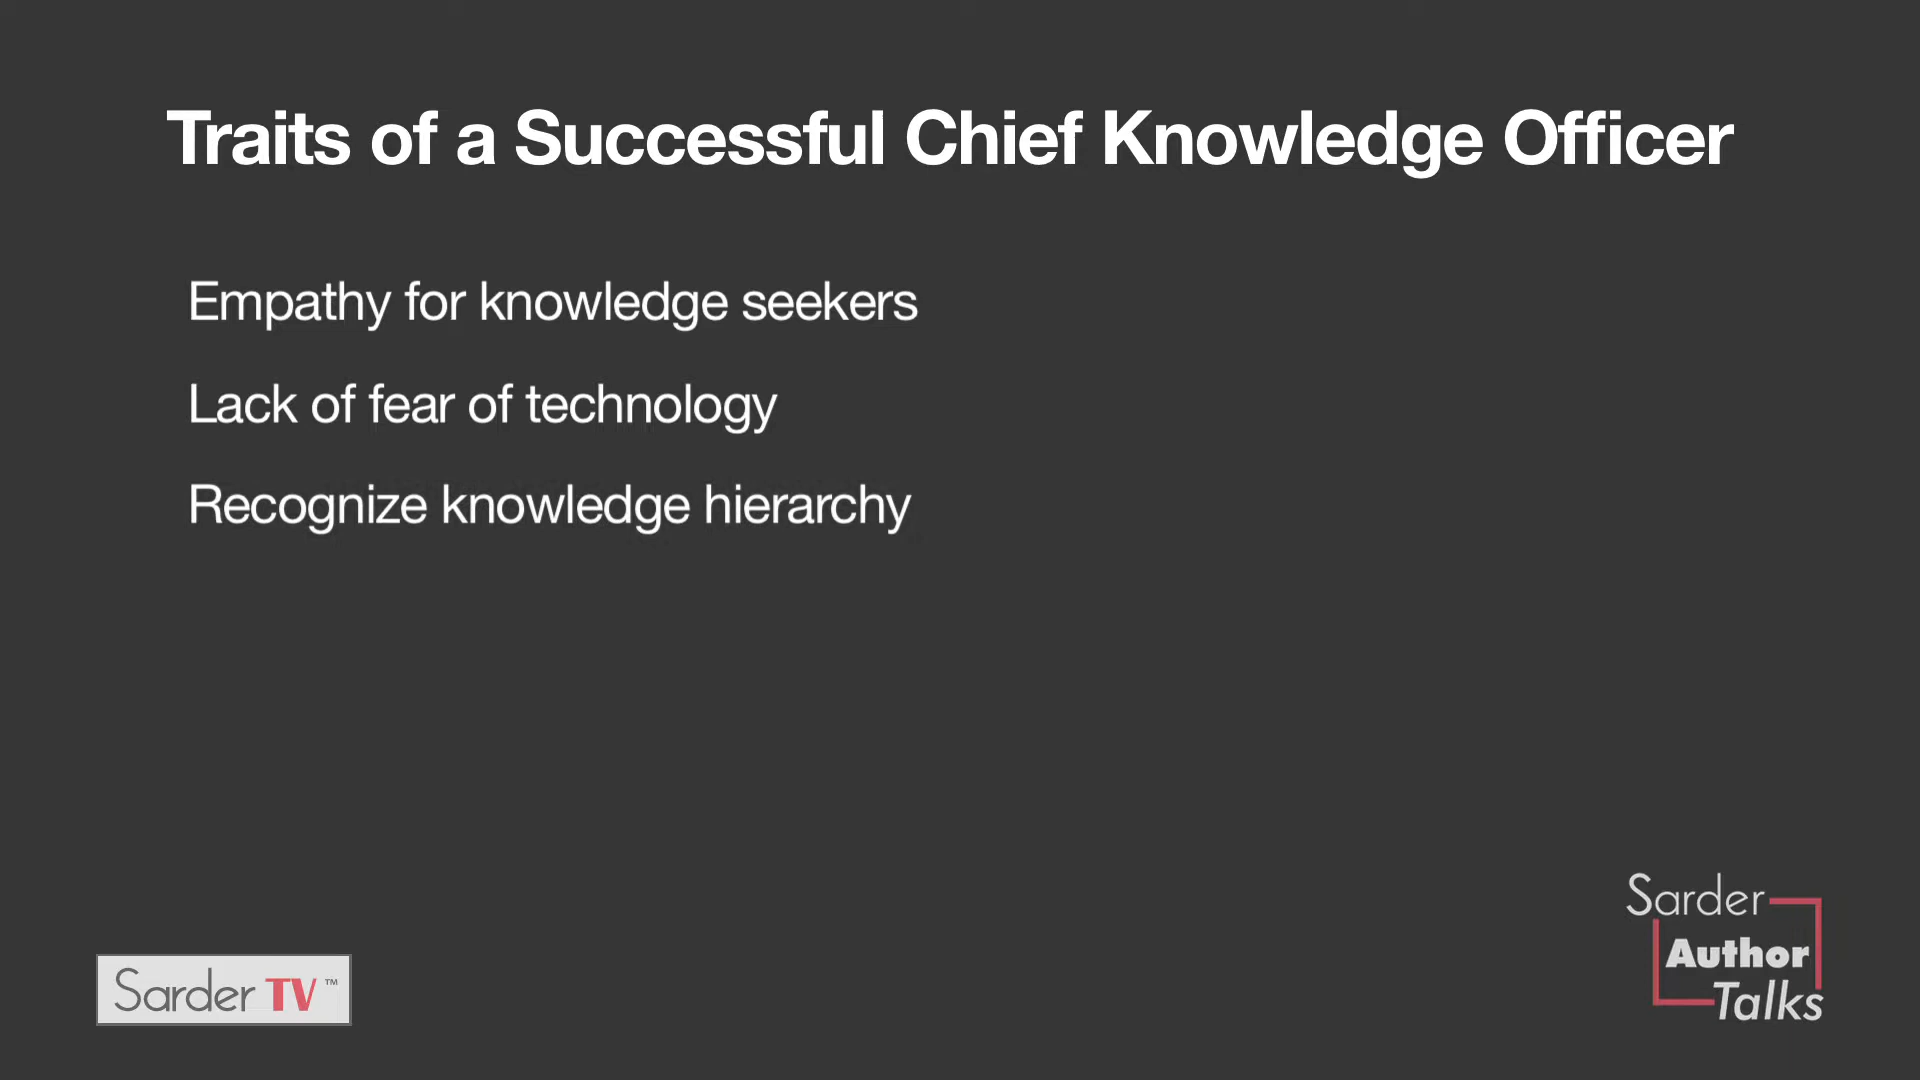 Traits of a Successful Chief Knowledge Officer
Empathy for knowledge seekers
Lack of fear of technology
Recognize knowledge hierarchy
Sarder TV™
Sarder
Author
Talks